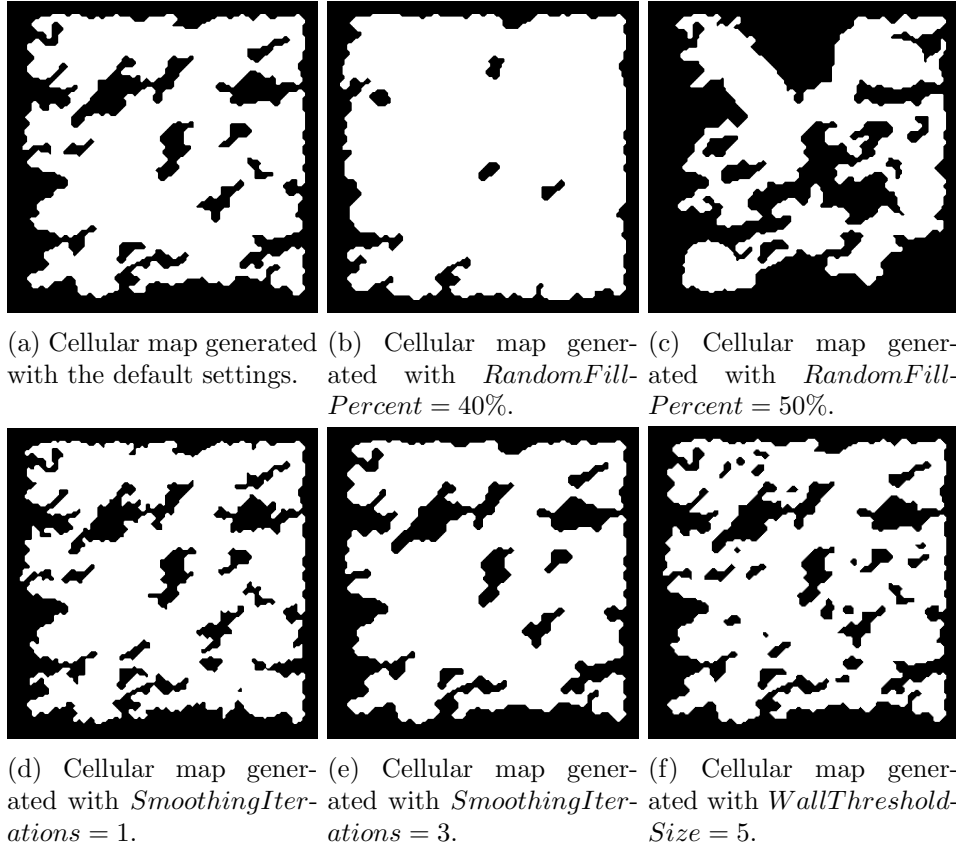 (a) Cellular map generated
with the default settings.
(b) Cellular map gener-
ated with RandomFill-
Percent = 40%.
(c) Cellular map gener-
ated with RandomFill-
Percent = 50%.
(d) Cellular map gener-
ated with SmoothingIter-
ations = 1.
(e) Cellular map gener-
ated with SmoothingIter-
ations = 3.
(f) Cellular map gener-
ated with WallThreshold-
Size = 5.